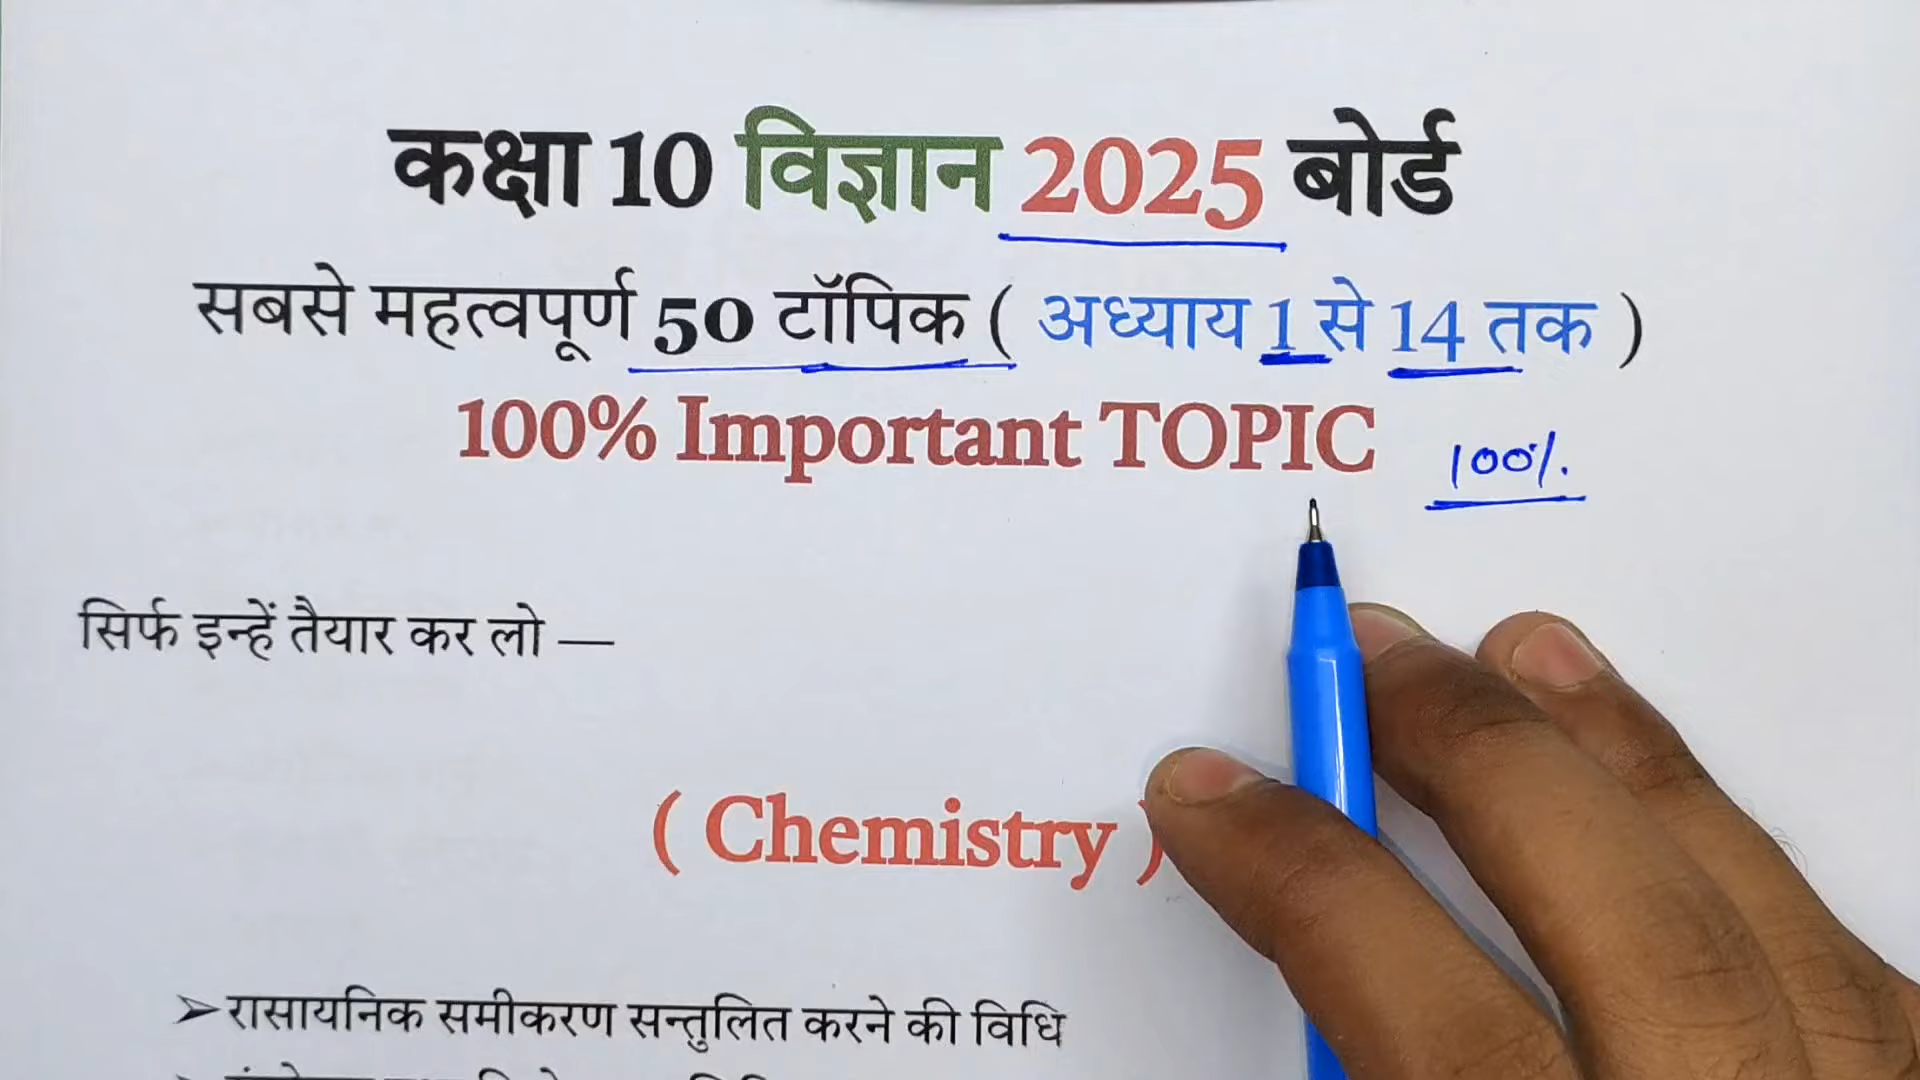 कक्षा 10 विज्ञान 2025 बोर्ड
सबसे महत्वपूर्ण 50 टॉपिक ( अध्याय 1 से 14 तक )
100% Important TOPIC
100%.
सिर्फ इन्हें तैयार कर लो —
( Chemistry )
➢रासायनिक समीकरण सन्तुलित करने की विधि